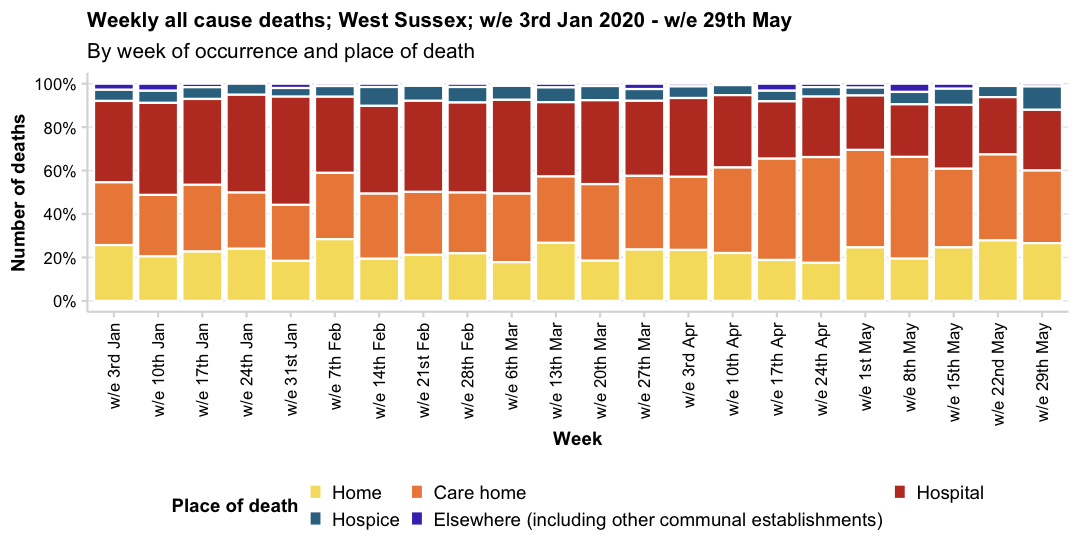 Weekly all cause deaths; West Sussex; w/e 3rd Jan 2020 - w/e 29th May
By week of occurrence and place of death
Number of deaths
100%
80%
60%
40%
20%
0%
w/e 3rd Jan
w/e 10th Jan
w/e 17th Jan
w/e 24th Jan
w/e 31st Jan
w/e 7th Feb
w/e 14th Feb
w/e 21st Feb
w/e 28th Feb
w/e 6th Mar
w/e 13th Mar
w/e 20th Mar
w/e 27th Mar
w/e 3rd Apr
w/e 10th Apr
w/e 17th Apr
w/e 24th Apr
w/e 1st May
w/e 8th May
w/e 15th May
w/e 22nd May
w/e 29th May
Week
Place of death
Home
Care home
Hospital
Hospice
Elsewhere (including other communal establishments)